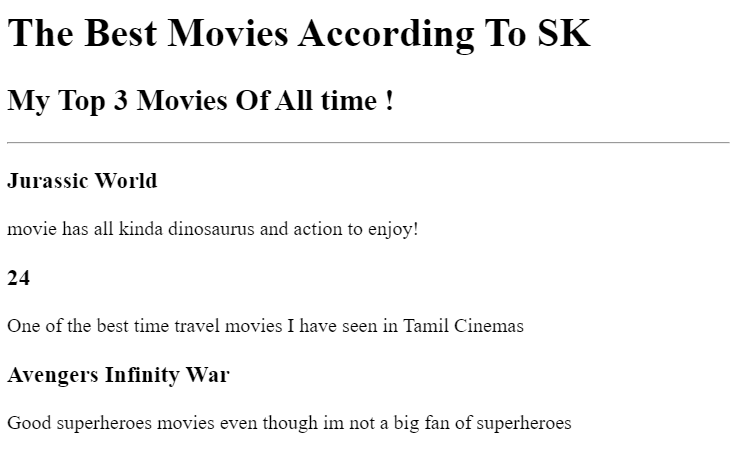 The Best Movies According To SK
My Top 3 Movies Of All time !
Jurassic World
movie has all kinda dinosaurus and action to enjoy!
24
One of the best time travel movies I have seen in Tamil Cinemas
Avengers Infinity War
Good superheroes movies even though im not a big fan of superheroes